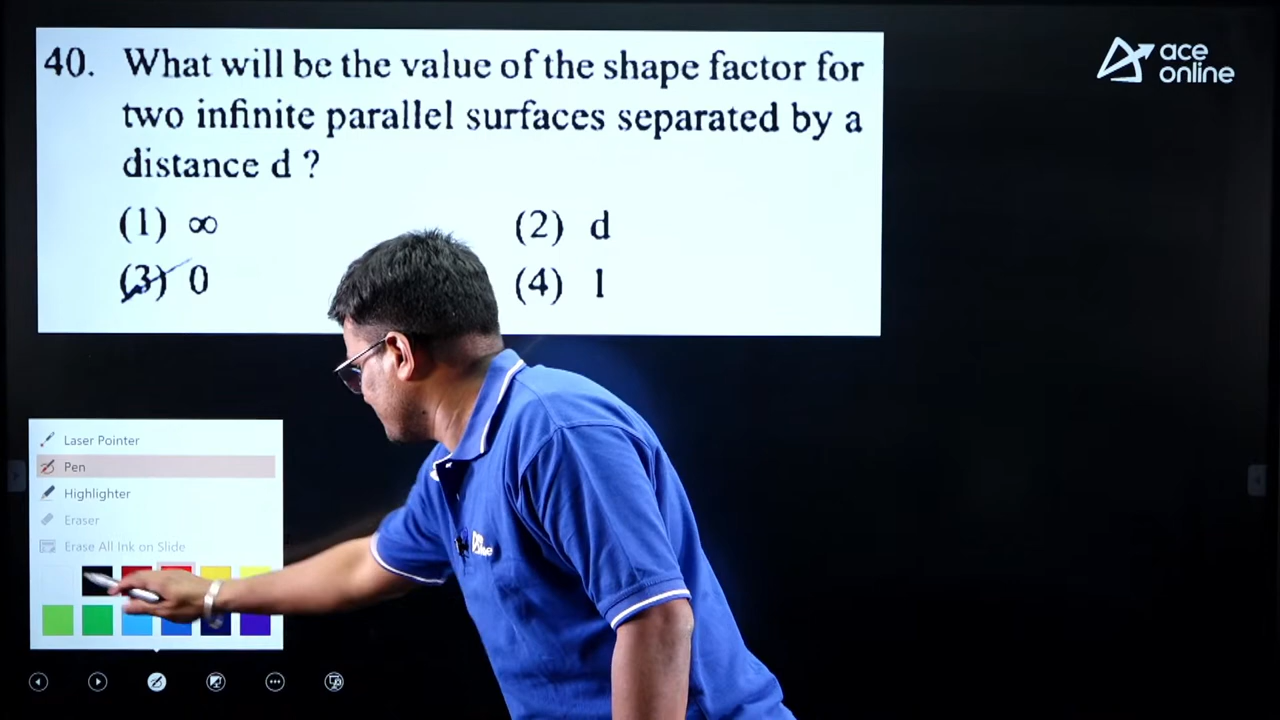 40. What will be the value of the shape factor for
two infinite parallel surfaces separated by a
distance d ?
(1) ∞ (2) d
(3) 0 (4) 1
ace
online
Laser Pointer
Pen
Highlighter
Eraser
Erase All Ink on Slide